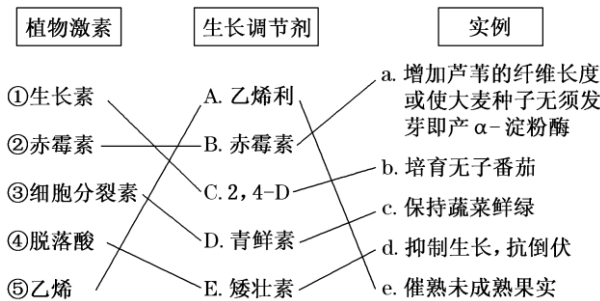 植物激素 生长调节剂 实例
①生长素
②赤霉素
③细胞分裂素
④脱落酸
⑤乙烯
A. 乙烯利
B. 赤霉素
C. 2，4-D
D. 青鲜素
E. 矮壮素
a. 增加芦苇的纤维长度
或使大麦种子无须发
芽即产 α-淀粉酶
b. 培育无子番茄
c. 保持蔬菜鲜绿
d. 抑制生长，抗倒伏
e. 催熟未成熟果实